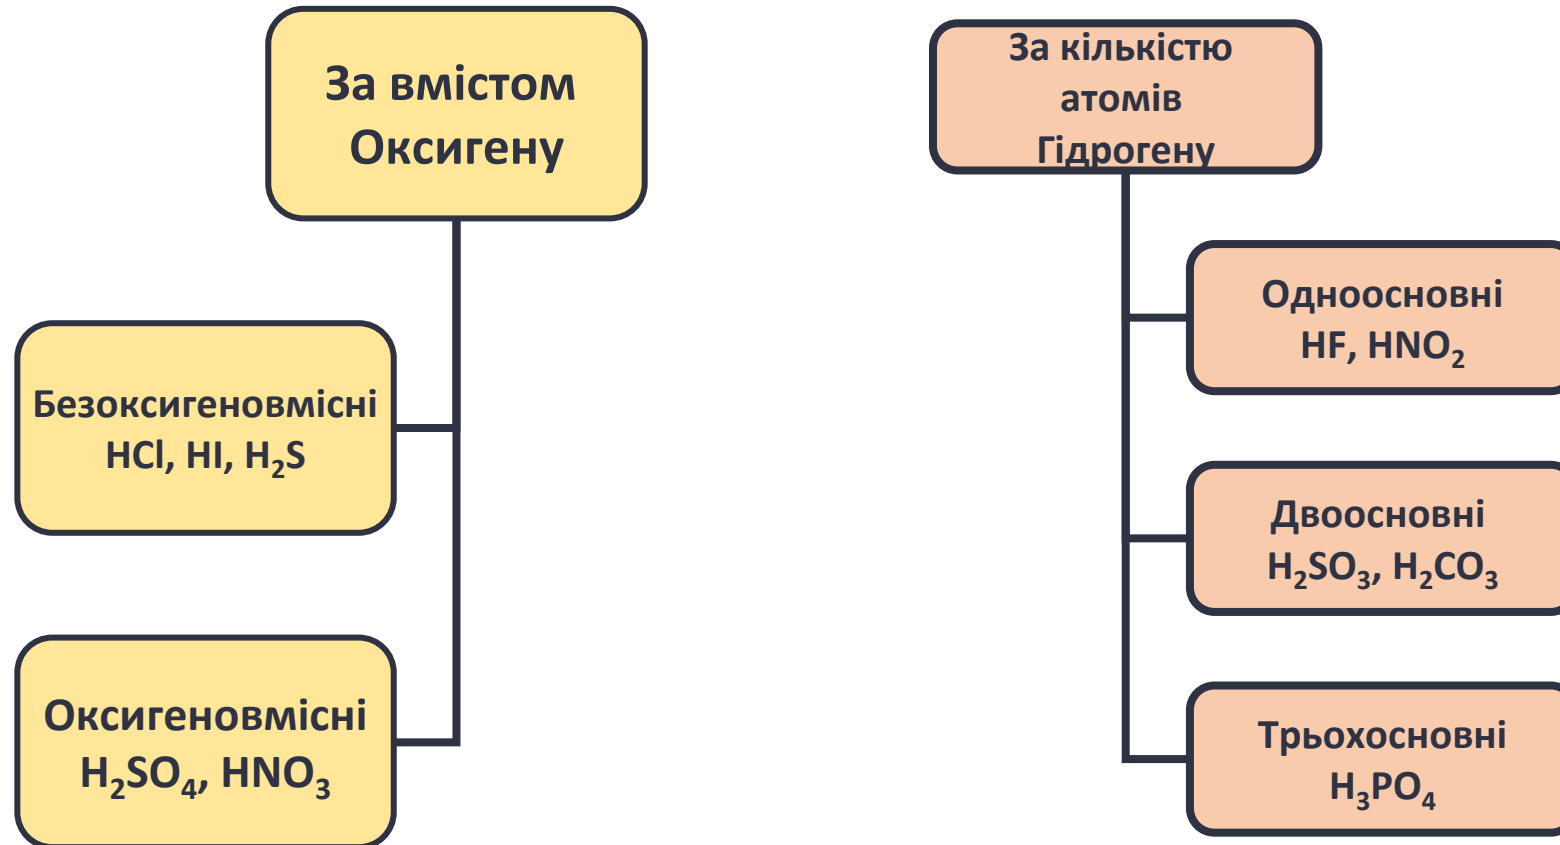 За вмістом
Оксигену
Безоксигеновмісні
HCl, HI, H₂S
Оксигеновмісні
H₂SO₄, HNO₃
За кількістю
атомів
Гідрогену
Одноосновні
HF, HNO₂
Двоосновні
H₂SO₃, H₂CO₃
Трьохосновні
H₃PO₄